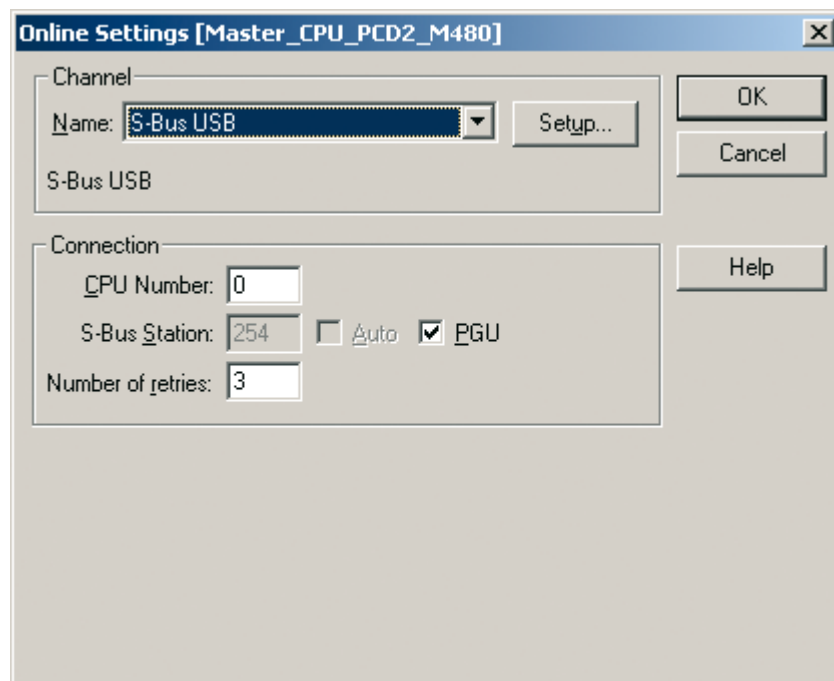 Online Settings [Master_CPU_PCD2_M480]
Channel
Name: S-Bus USB
Setup...
S-Bus USB
OK
Cancel
Connection
CPU Number: 0
S-Bus Station: 254 Auto PGU
Number of retries: 3
Help